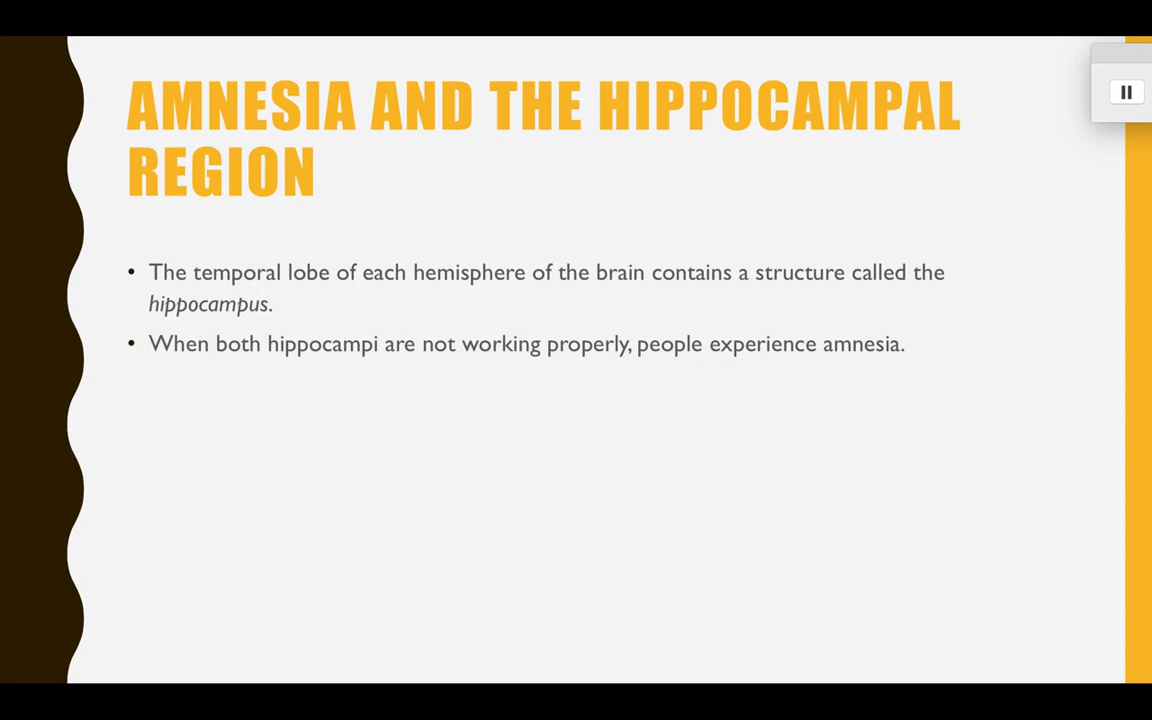 AMNESIA AND THE HIPPOCAMPAL
REGION
• The temporal lobe of each hemisphere of the brain contains a structure called the
hippocampus.
• When both hippocampi are not working properly, people experience amnesia.